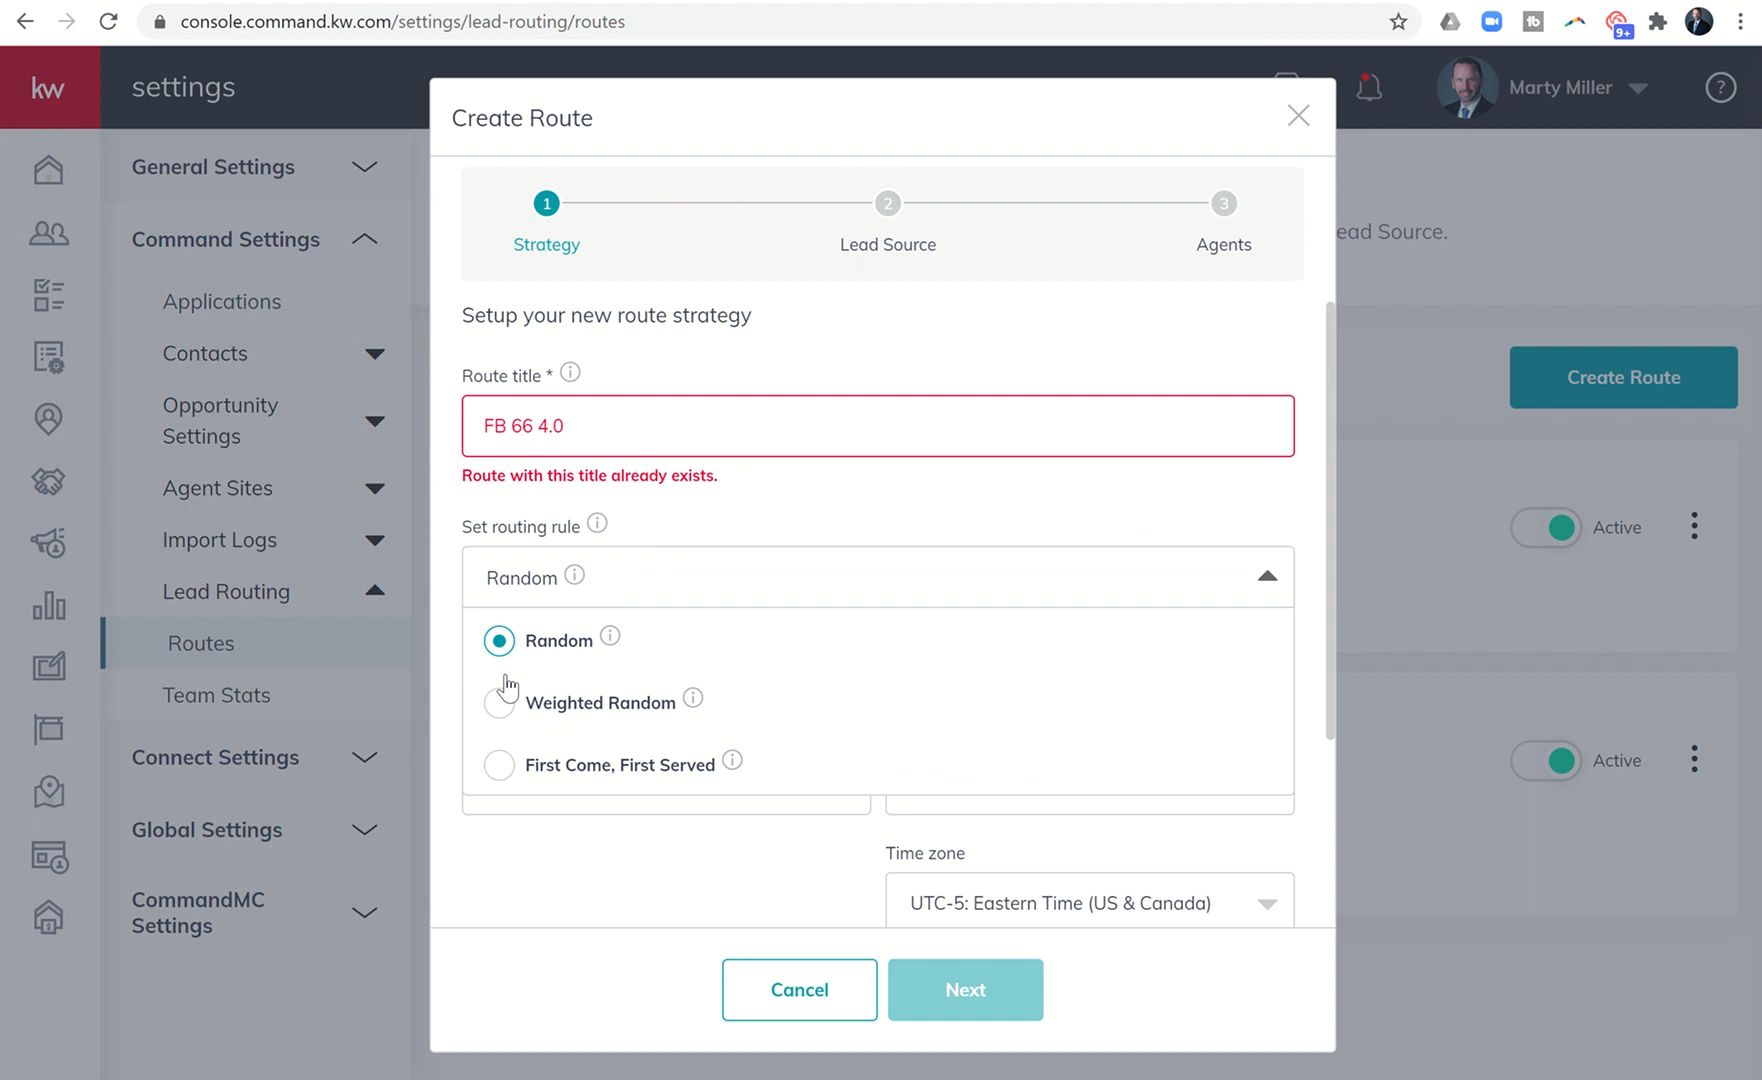 console.command.kw.com/settings/lead-routing/routes
9+
kw
settings
Marty Miller
?
General Settings
Command Settings
Applications
Contacts
Opportunity
Settings
Agent Sites
Import Logs
Lead Routing
Routes
Team Stats
Connect Settings
Global Settings
CommandMC
Settings
Create Route
1
2
3
Strategy
Lead Source
Agents
Setup your new route strategy
Route title *
FB 66 4.0
Route with this title already exists.
Set routing rule
Random
Random
Weighted Random
First Come, First Served
Time zone
UTC-5: Eastern Time (US & Canada)
Cancel
Next
ead Source.
Create Route
Active
Active